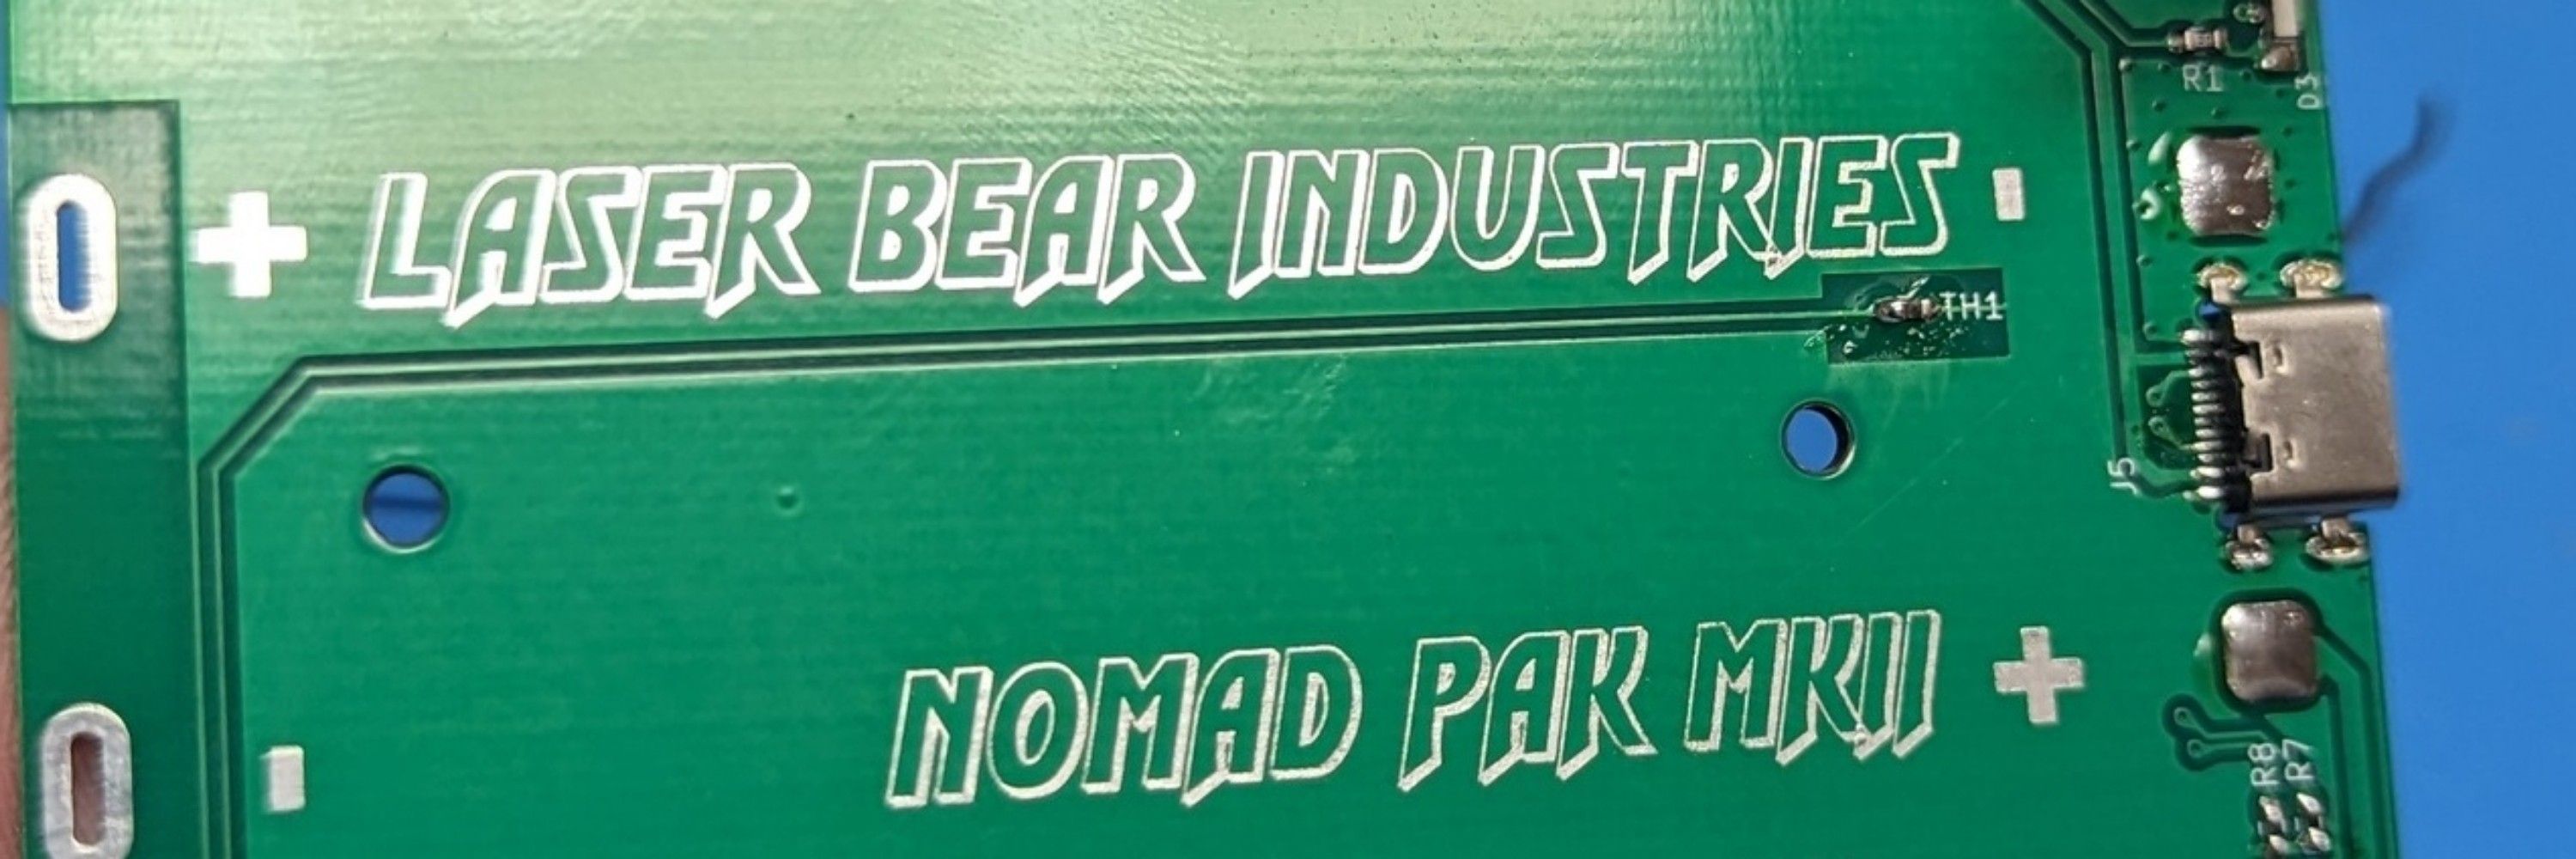 R1
D3
+ LASER BEAR INDUSTRIES -
TH1
J5
NOMAD PAK MKII +
-
R8
R7